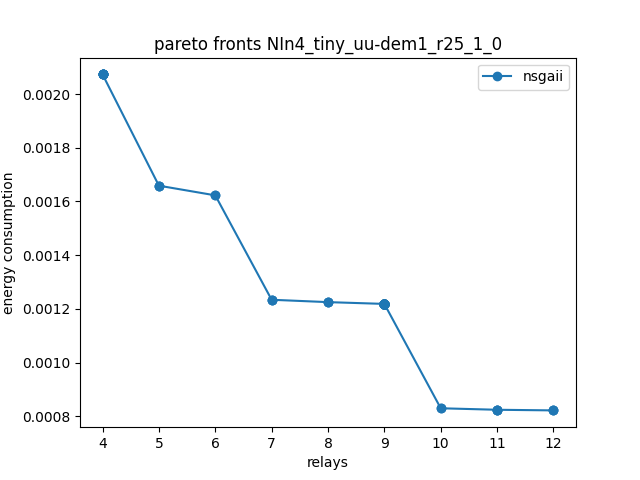 pareto fronts NIn4_tiny_uu-dem1_r25_1_0
nsgaii
energy consumption
0.0020
0.0018
0.0016
0.0014
0.0012
0.0010
0.0008
4 5 6 7 8 9 10 11 12
relays